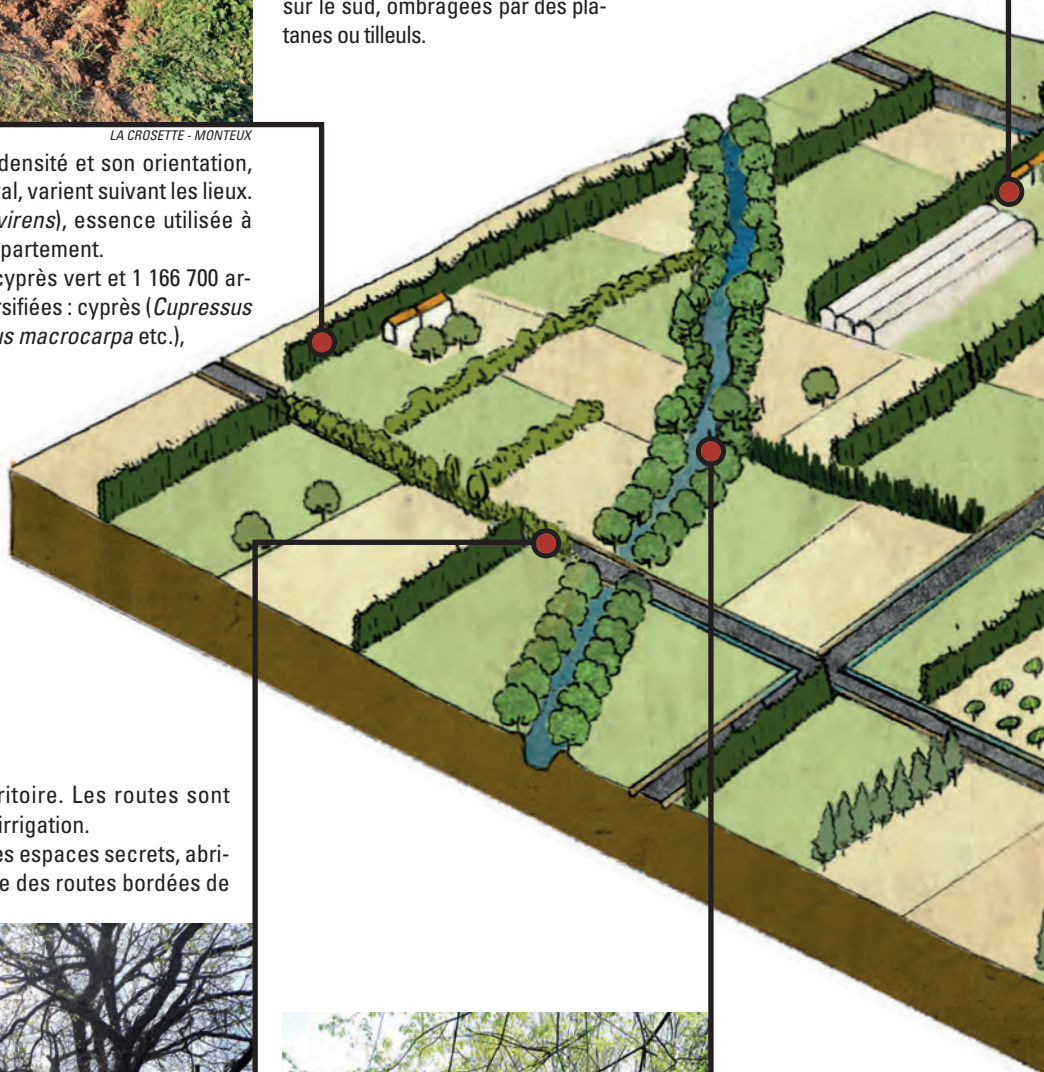 sur le sud, ombragées par des pla-
tanes ou tilleuls.
LA CROSETTE - MONTEUX
densité et son orientation,
al, varient suivant les lieux.
virens), essence utilisée à
partement.
cyprès vert et 1 166 700 ar-
rsifiées : cyprès (Cupressus
us macrocarpa etc.),
ritoire. Les routes sont
irrigation.
es espaces secrets, abri-
e des routes bordées de